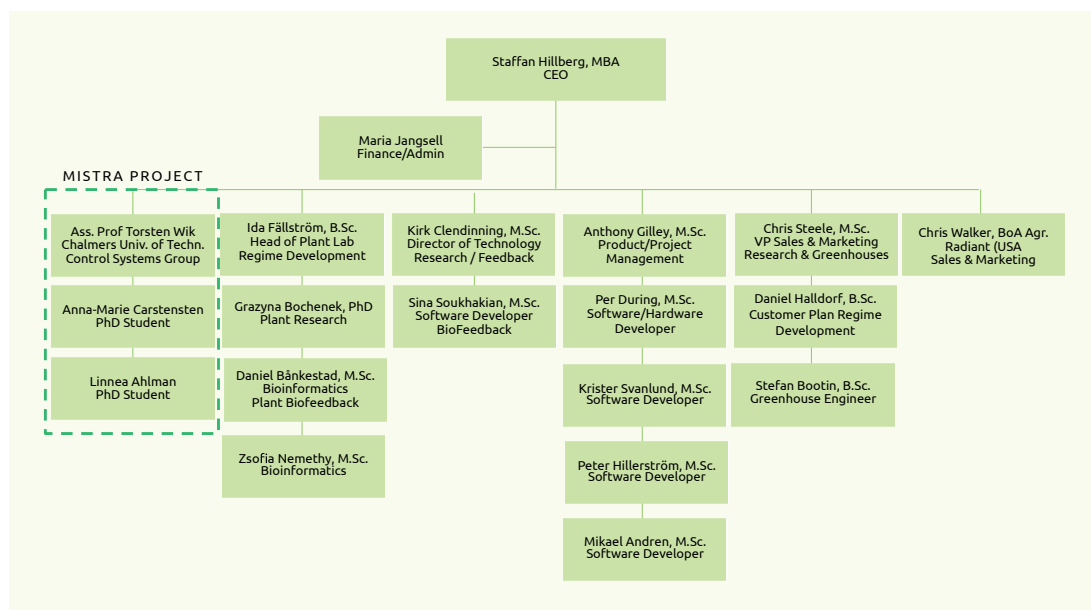 Staffan Hillberg, MBA
CEO
Maria Jangsell
Finance/Admin
MISTRA PROJECT
Ass. Prof Torsten Wik
Chalmers Univ. of Techn.
Control Systems Group
Anna-Marie Carstensten
PhD Student
Linnea Ahlman
PhD Student
Ida Fällström, B.Sc.
Head of Plant Lab
Regime Development
Grazyna Bochenek, PhD
Plant Research
Daniel Bånkestad, M.Sc.
Bioinformatics
Plant Biofeedback
Zsofia Nemethy, M.Sc.
Bioinformatics
Kirk Clendinning, M.Sc.
Director of Technology
Research / Feedback
Sina Soukhakian, M.Sc.
Software Developer
BioFeedback
Anthony Gilley, M.Sc.
Product/Project
Management
Per During, M.Sc.
Software/Hardware
Developer
Krister Svanlund, M.Sc.
Software Developer
Peter Hillerström, M.Sc.
Software Developer
Mikael Andren, M.Sc.
Software Developer
Chris Steele, M.Sc.
VP Sales & Marketing
Research & Greenhouses
Daniel Halldorf, B.Sc.
Customer Plan Regime
Development
Stefan Bootin, B.Sc.
Greenhouse Engineer
Chris Walker, BoA Agr.
Radiant (USA
Sales & Marketing